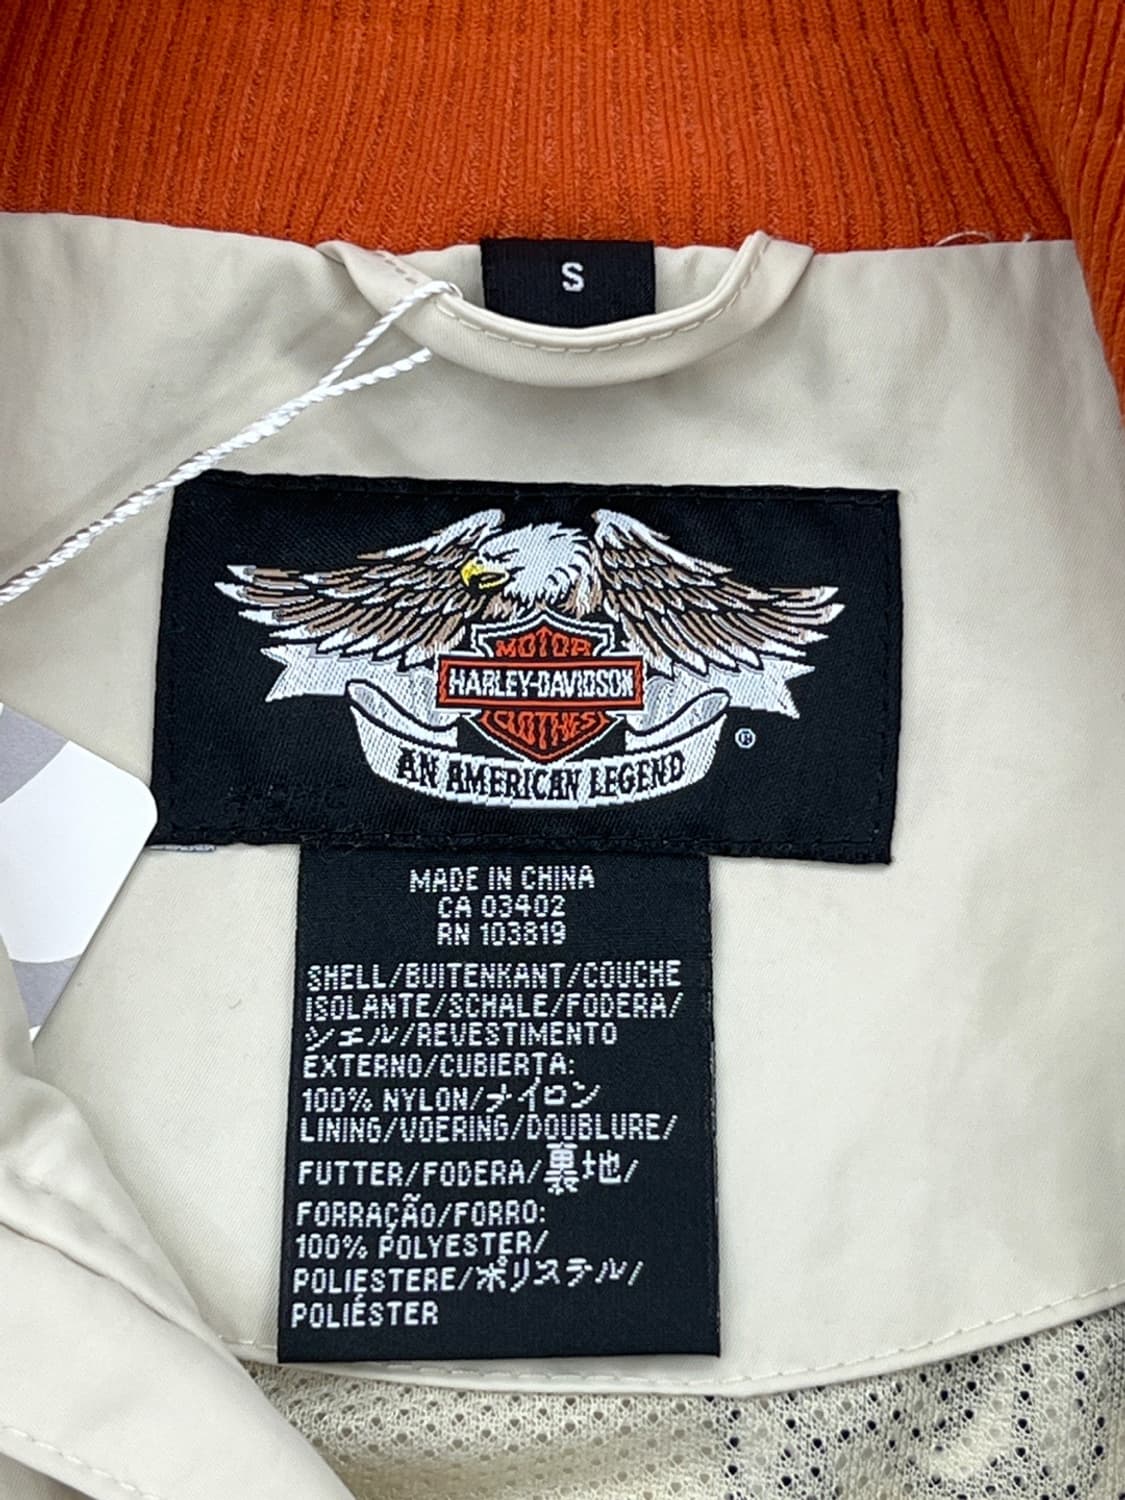 S
MOTOR
HARLEY-DAVIDSON
CLOTHES
AN AMERICAN LEGEND
®
MADE IN CHINA
CA 03402
RN 103819
SHELL/BUITENKANT/COUCHE
ISOLANTE/SCHALE/FODERA/
シェル/REVESTIMENTO
EXTERNO/CUBIERTA:
100% NYLON/ナイロン
LINING/VOERING/DOUBLURE/
FUTTER/FODERA/裏地/
FORRAÇÃO/FORRO:
100% POLYESTER/
POLIESTERE/ポリステル/
POLIÉSTER